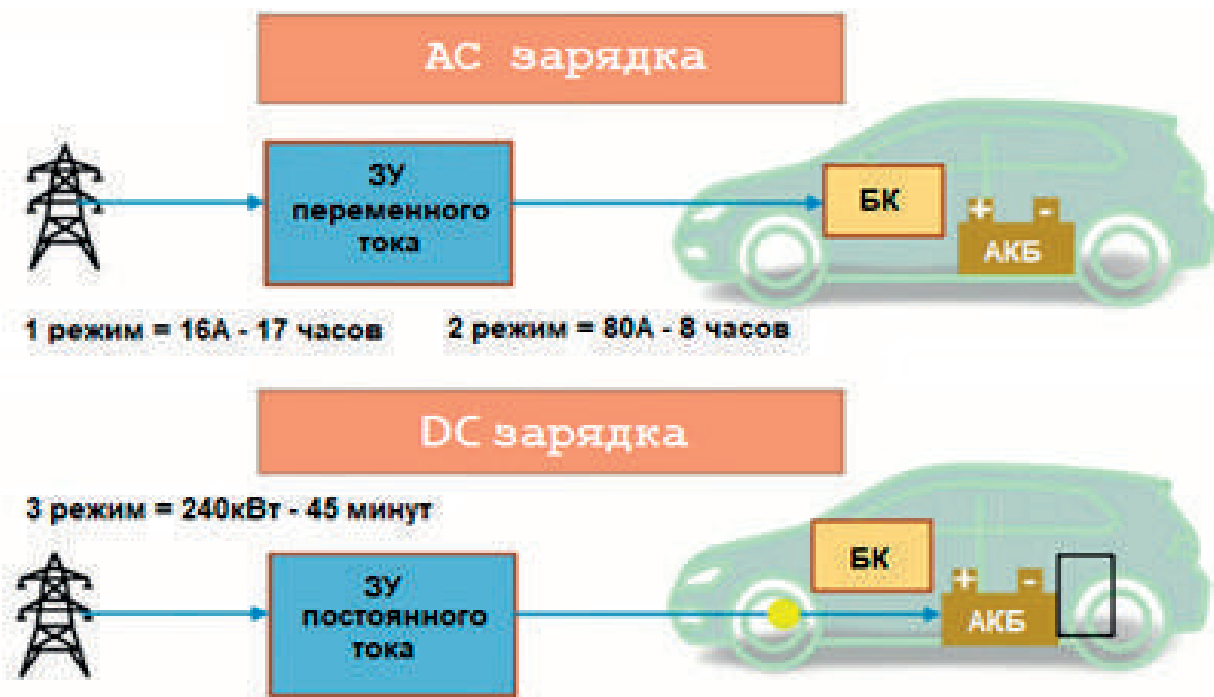 AC зарядка
ЗУ
переменного
тока
БК
+ -
АКБ
1 режим = 16А - 17 часов 2 режим = 80А - 8 часов
DC зарядка
3 режим = 240кВт - 45 минут
ЗУ
постоянного
тока
БК
+ -
АКБ